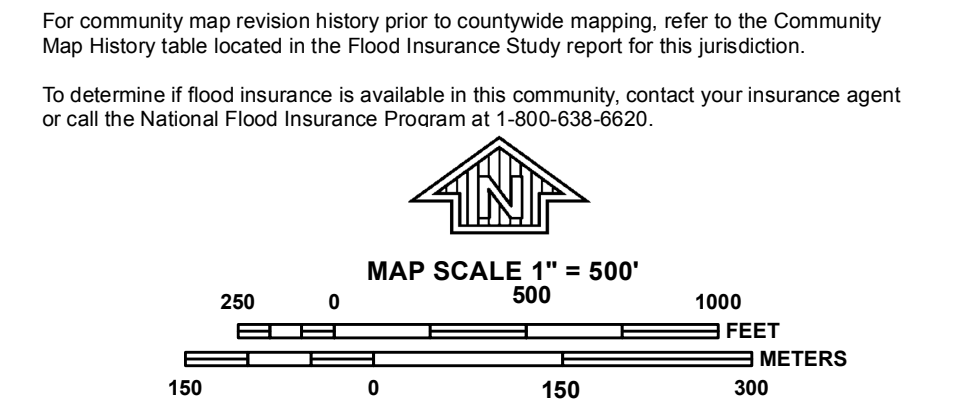 For community map revision history prior to countywide mapping, refer to the Community
Map History table located in the Flood Insurance Study report for this jurisdiction.
To determine if flood insurance is available in this community, contact your insurance agent
or call the National Flood Insurance Program at 1-800-638-6620.
N
MAP SCALE 1" = 500'
250 0 500 1000
FEET
METERS
150 0 150 300